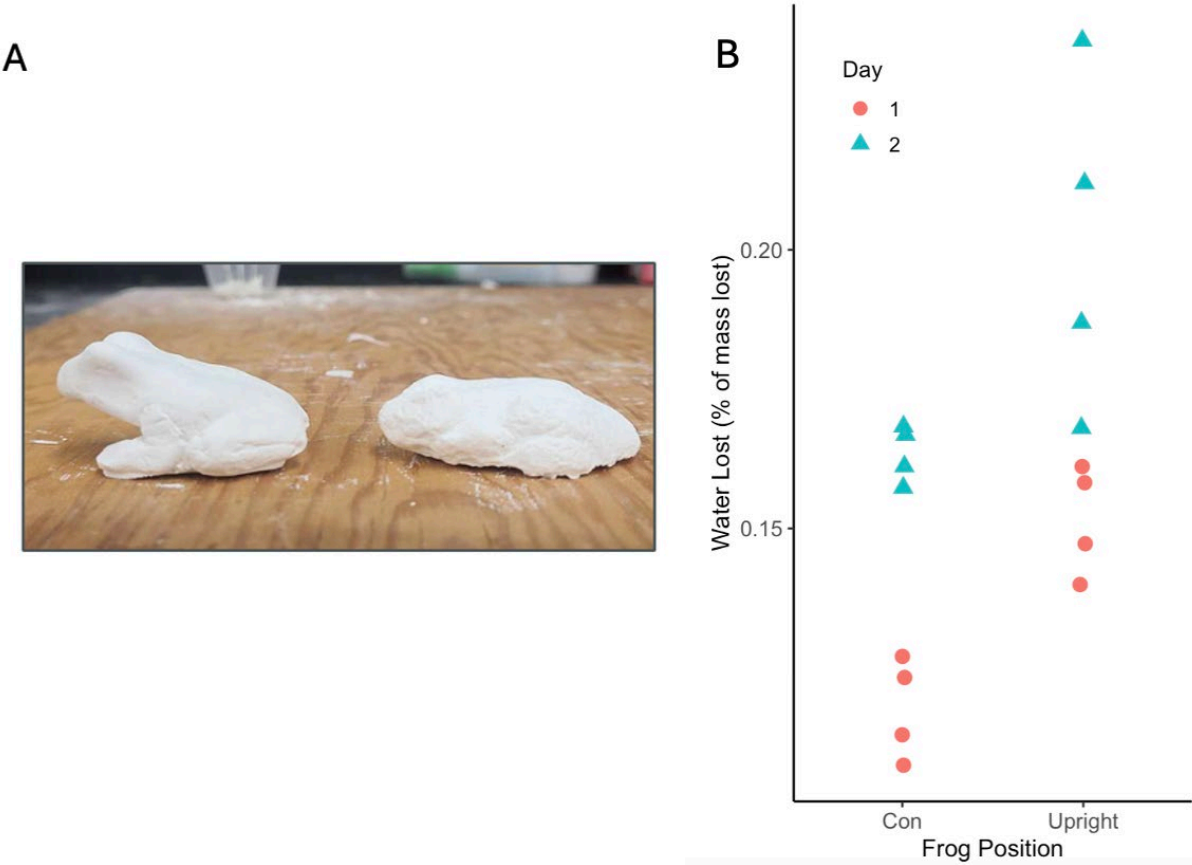 A
B
Day
1
2
0.20
0.15
Water Lost (% of mass lost)
Con Upright
Frog Position